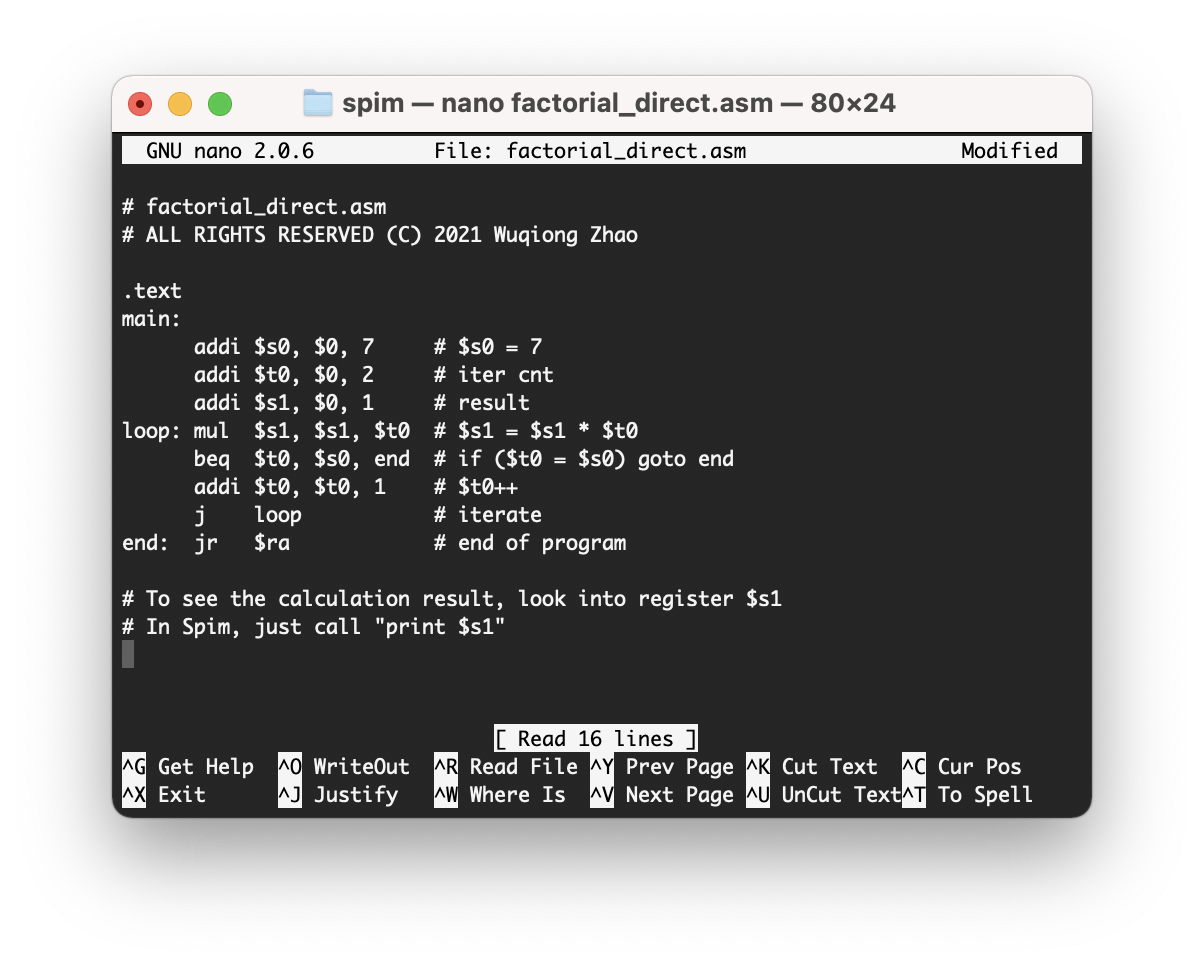 spim — nano factorial_direct.asm — 80×24
GNU nano 2.0.6 File: factorial_direct.asm Modified
# factorial_direct.asm
# ALL RIGHTS RESERVED (C) 2021 Wuqiong Zhao
.text
main:
      addi $s0, $0, 7     # $s0 = 7
      addi $t0, $0, 2     # iter cnt
      addi $s1, $0, 1     # result
loop: mul  $s1, $s1, $t0  # $s1 = $s1 * $t0
      beq  $t0, $s0, end  # if ($t0 = $s0) goto end
      addi $t0, $t0, 1    # $t0++
      j    loop           # iterate
end:  jr   $ra            # end of program
# To see the calculation result, look into register $s1
# In Spim, just call "print $s1"
[ Read 16 lines ]
^G Get Help ^O WriteOut ^R Read File ^Y Prev Page ^K Cut Text ^C Cur Pos
^X Exit ^J Justify ^W Where Is ^V Next Page ^U UnCut Text ^T To Spell